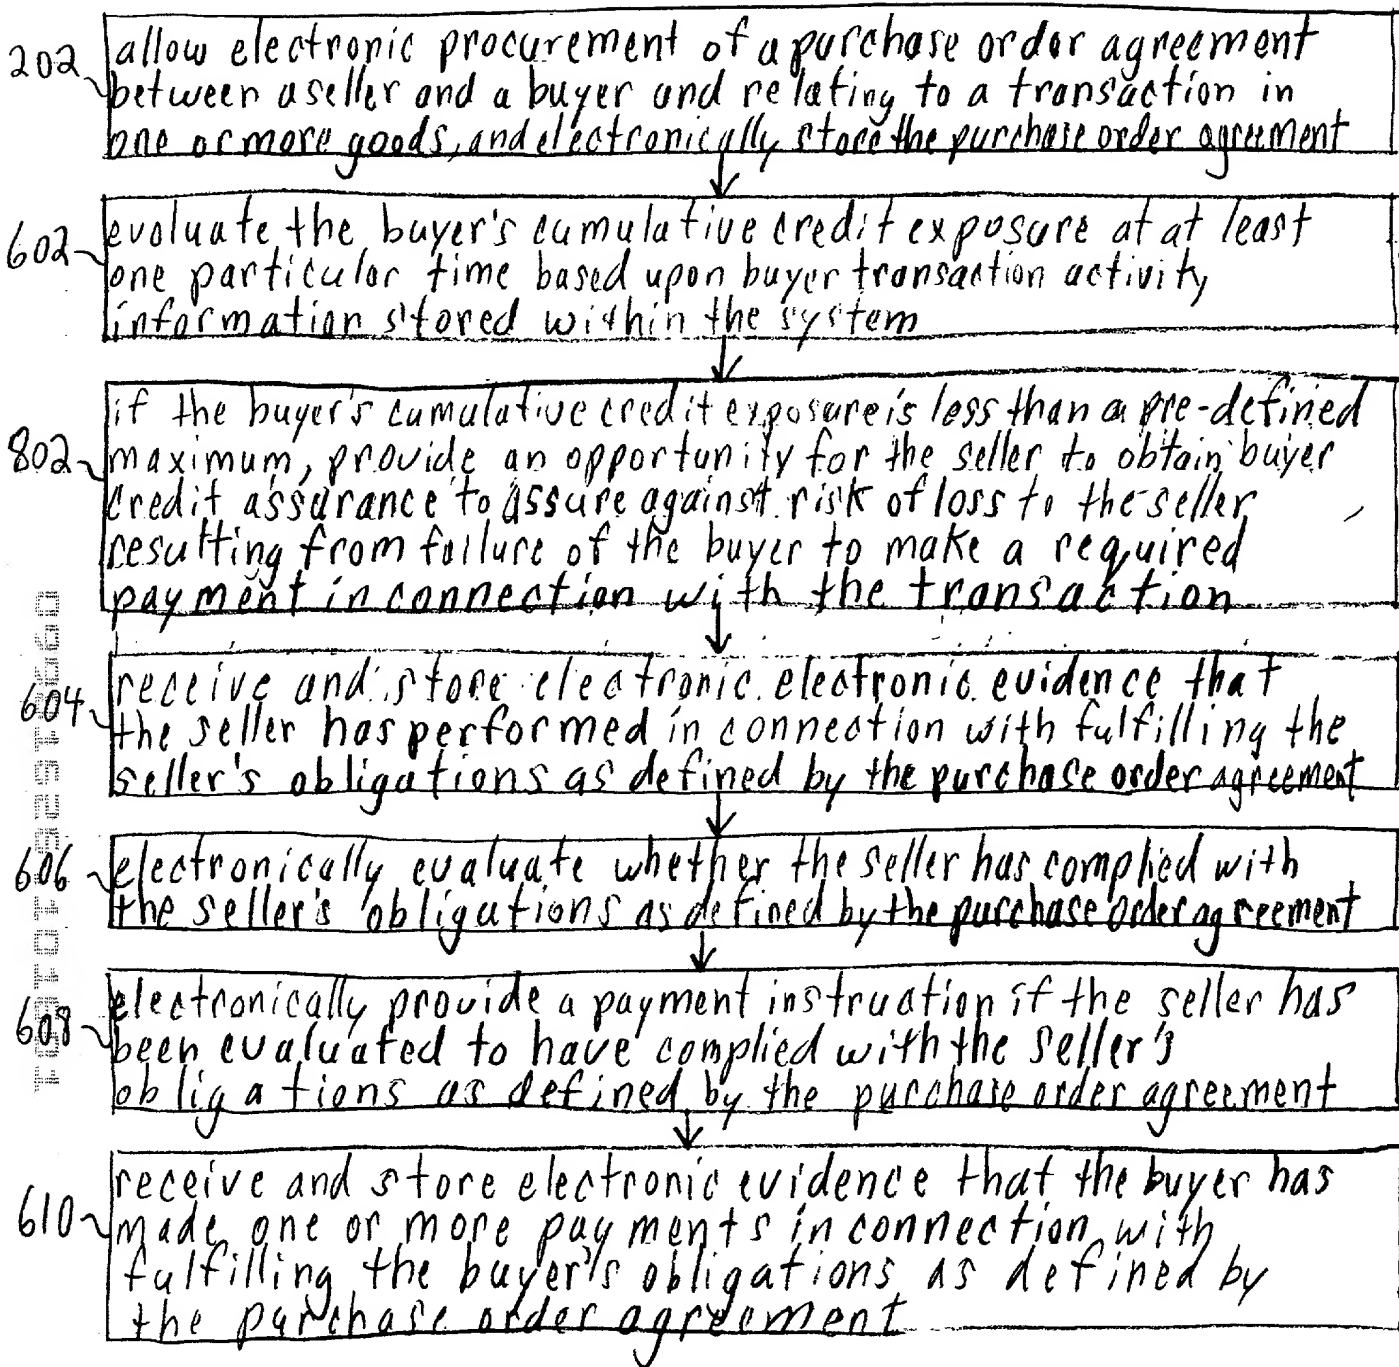 202 allow electronic procurement of a purchase order agreement
between a seller and a buyer and relating to a transaction in
one or more goods, and electronically store the purchase order agreement
602 evaluate the buyer's cumulative credit exposure at at least
one particular time based upon buyer transaction activity
information stored within the system
if the buyer's cumulative credit exposure is less than a pre-defined
802 maximum, provide an opportunity for the seller to obtain buyer
credit assurance to assure against risk of loss to the seller
resulting from failure of the buyer to make a required
payment in connection with the transaction
receive and store electronic electronic evidence that
604 the seller has performed in connection with fulfilling the
seller's obligations as defined by the purchase order agreement
606 electronically evaluate whether the seller has complied with
the seller's obligations as defined by the purchase order agreement
electronically provide a payment instruction if the seller has
608 been evaluated to have complied with the seller's
obligations as defined by the purchase order agreement
receive and store electronic evidence that the buyer has
610 made one or more payments in connection with
fulfilling the buyer's obligations as defined by
the purchase order agreement